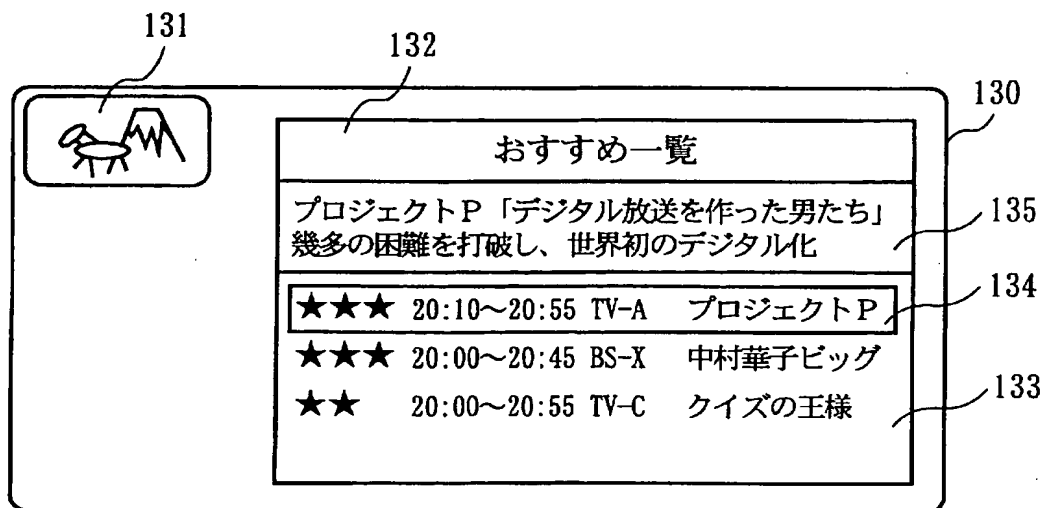 131
132
130
おすすめ一覧
プロジェクトP「デジタル放送を作った男たち」
幾多の困難を打破し、世界初のデジタル化
135
134
★★★ 20:10～20:55 TV-A プロジェクトP
★★★ 20:00～20:45 BS-X 中村華子ビッグ
133
★★ 20:00～20:55 TV-C クイズの王様